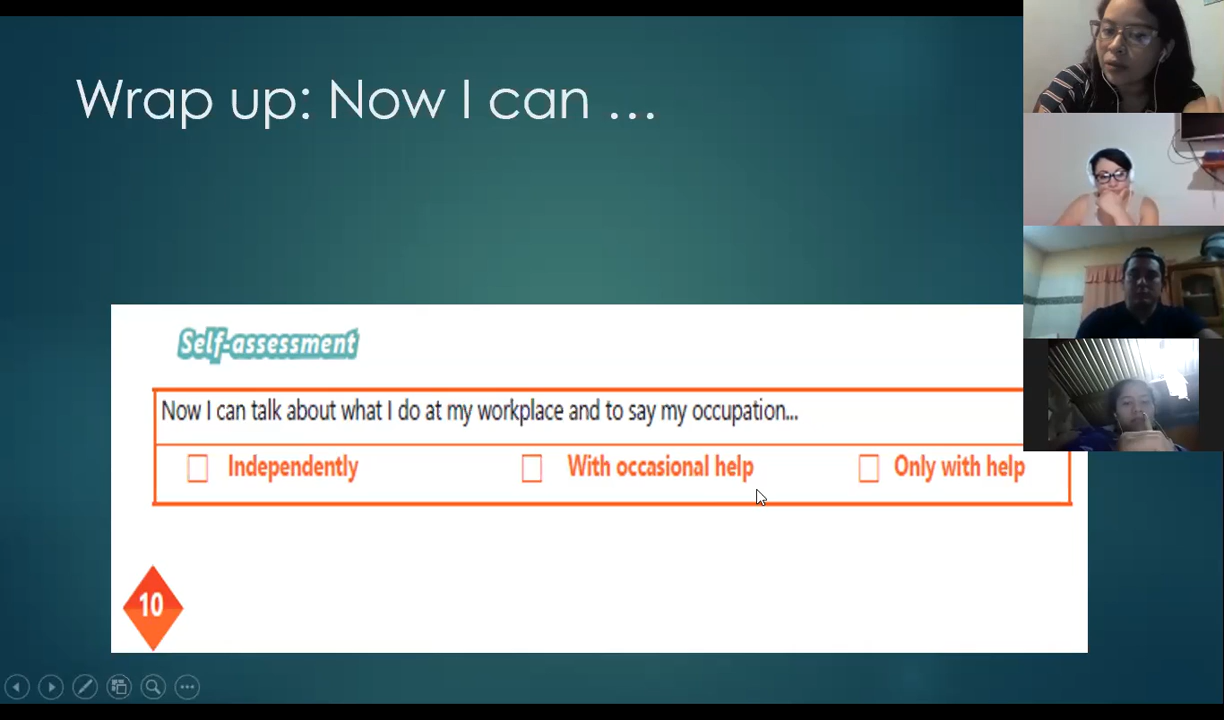 Wrap up: Now I can ...
Self-assessment
Now I can talk about what I do at my workplace and to say my occupation...
Independently
With occasional help
Only with help
10